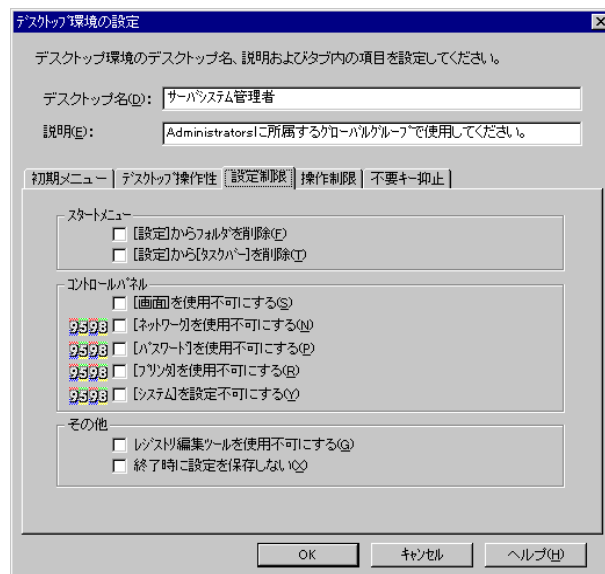 デスクトップ環境の設定
デスクトップ環境のデスクトップ名、説明およびタブ内の項目を設定してください。
デスクトップ名(D): サーバシステム管理者
説明(E): Administratorsに所属するグローバルグループで使用してください。
初期メニュー デスクトップ操作性 設定制限 操作制限 不要キー抑止
スタートメニュー
[設定]からフォルダを削除(F)
[設定]から[タスクバー]を削除(T)
コントロールパネル
[画面]を使用不可にする(S)
9598 [ネットワーク]を使用不可にする(N)
9598 [パスワード]を使用不可にする(P)
9598 [プリンタ]を使用不可にする(R)
9598 [システム]を設定不可にする(Y)
その他
レジストリ編集ツールを使用不可にする(G)
終了時に設定を保存しない(X)
OK キャンセル ヘルプ(H)